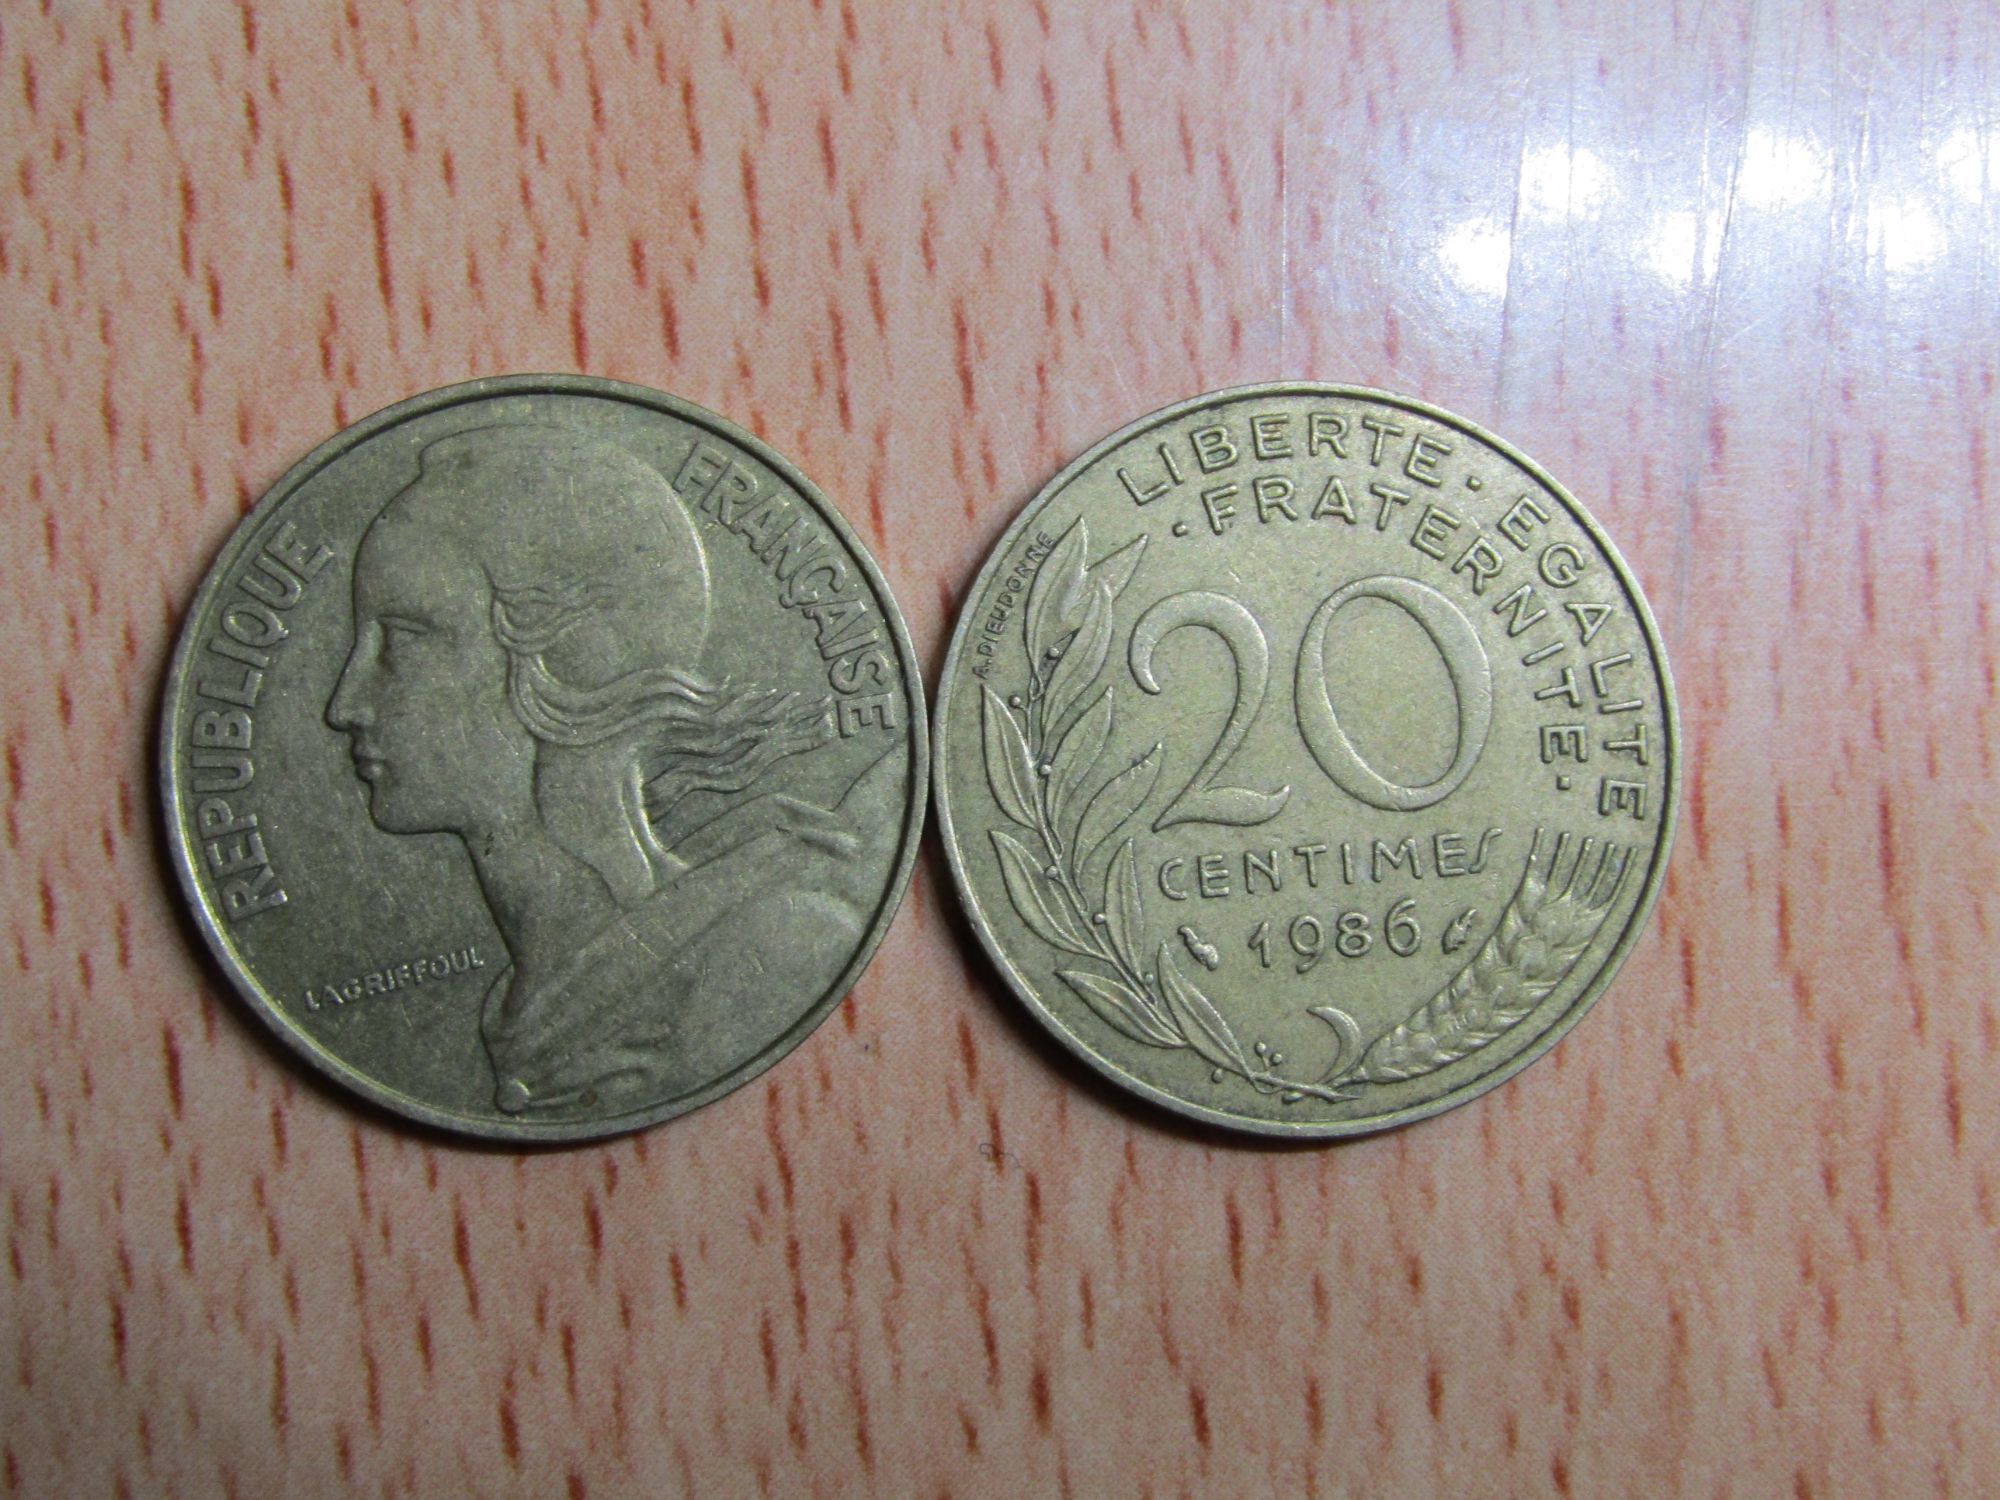 REPUBLIQUE FRANÇAISE
LAGRIFFOUL
LIBERTE · EGALITE
· FRATERNITE ·
A.DIEUDONNE
20
CENTIMES
1986